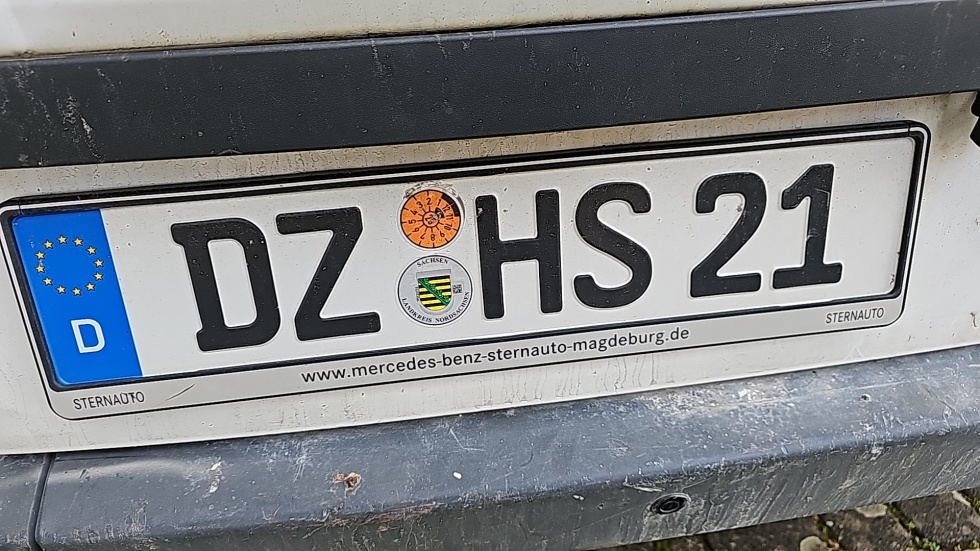 D
DZ HS 21
SACHSEN
LANDKREIS NORDSACHSEN
www.mercedes-benz-sternauto-magdeburg.de
STERNAUTO
STERNAUTO